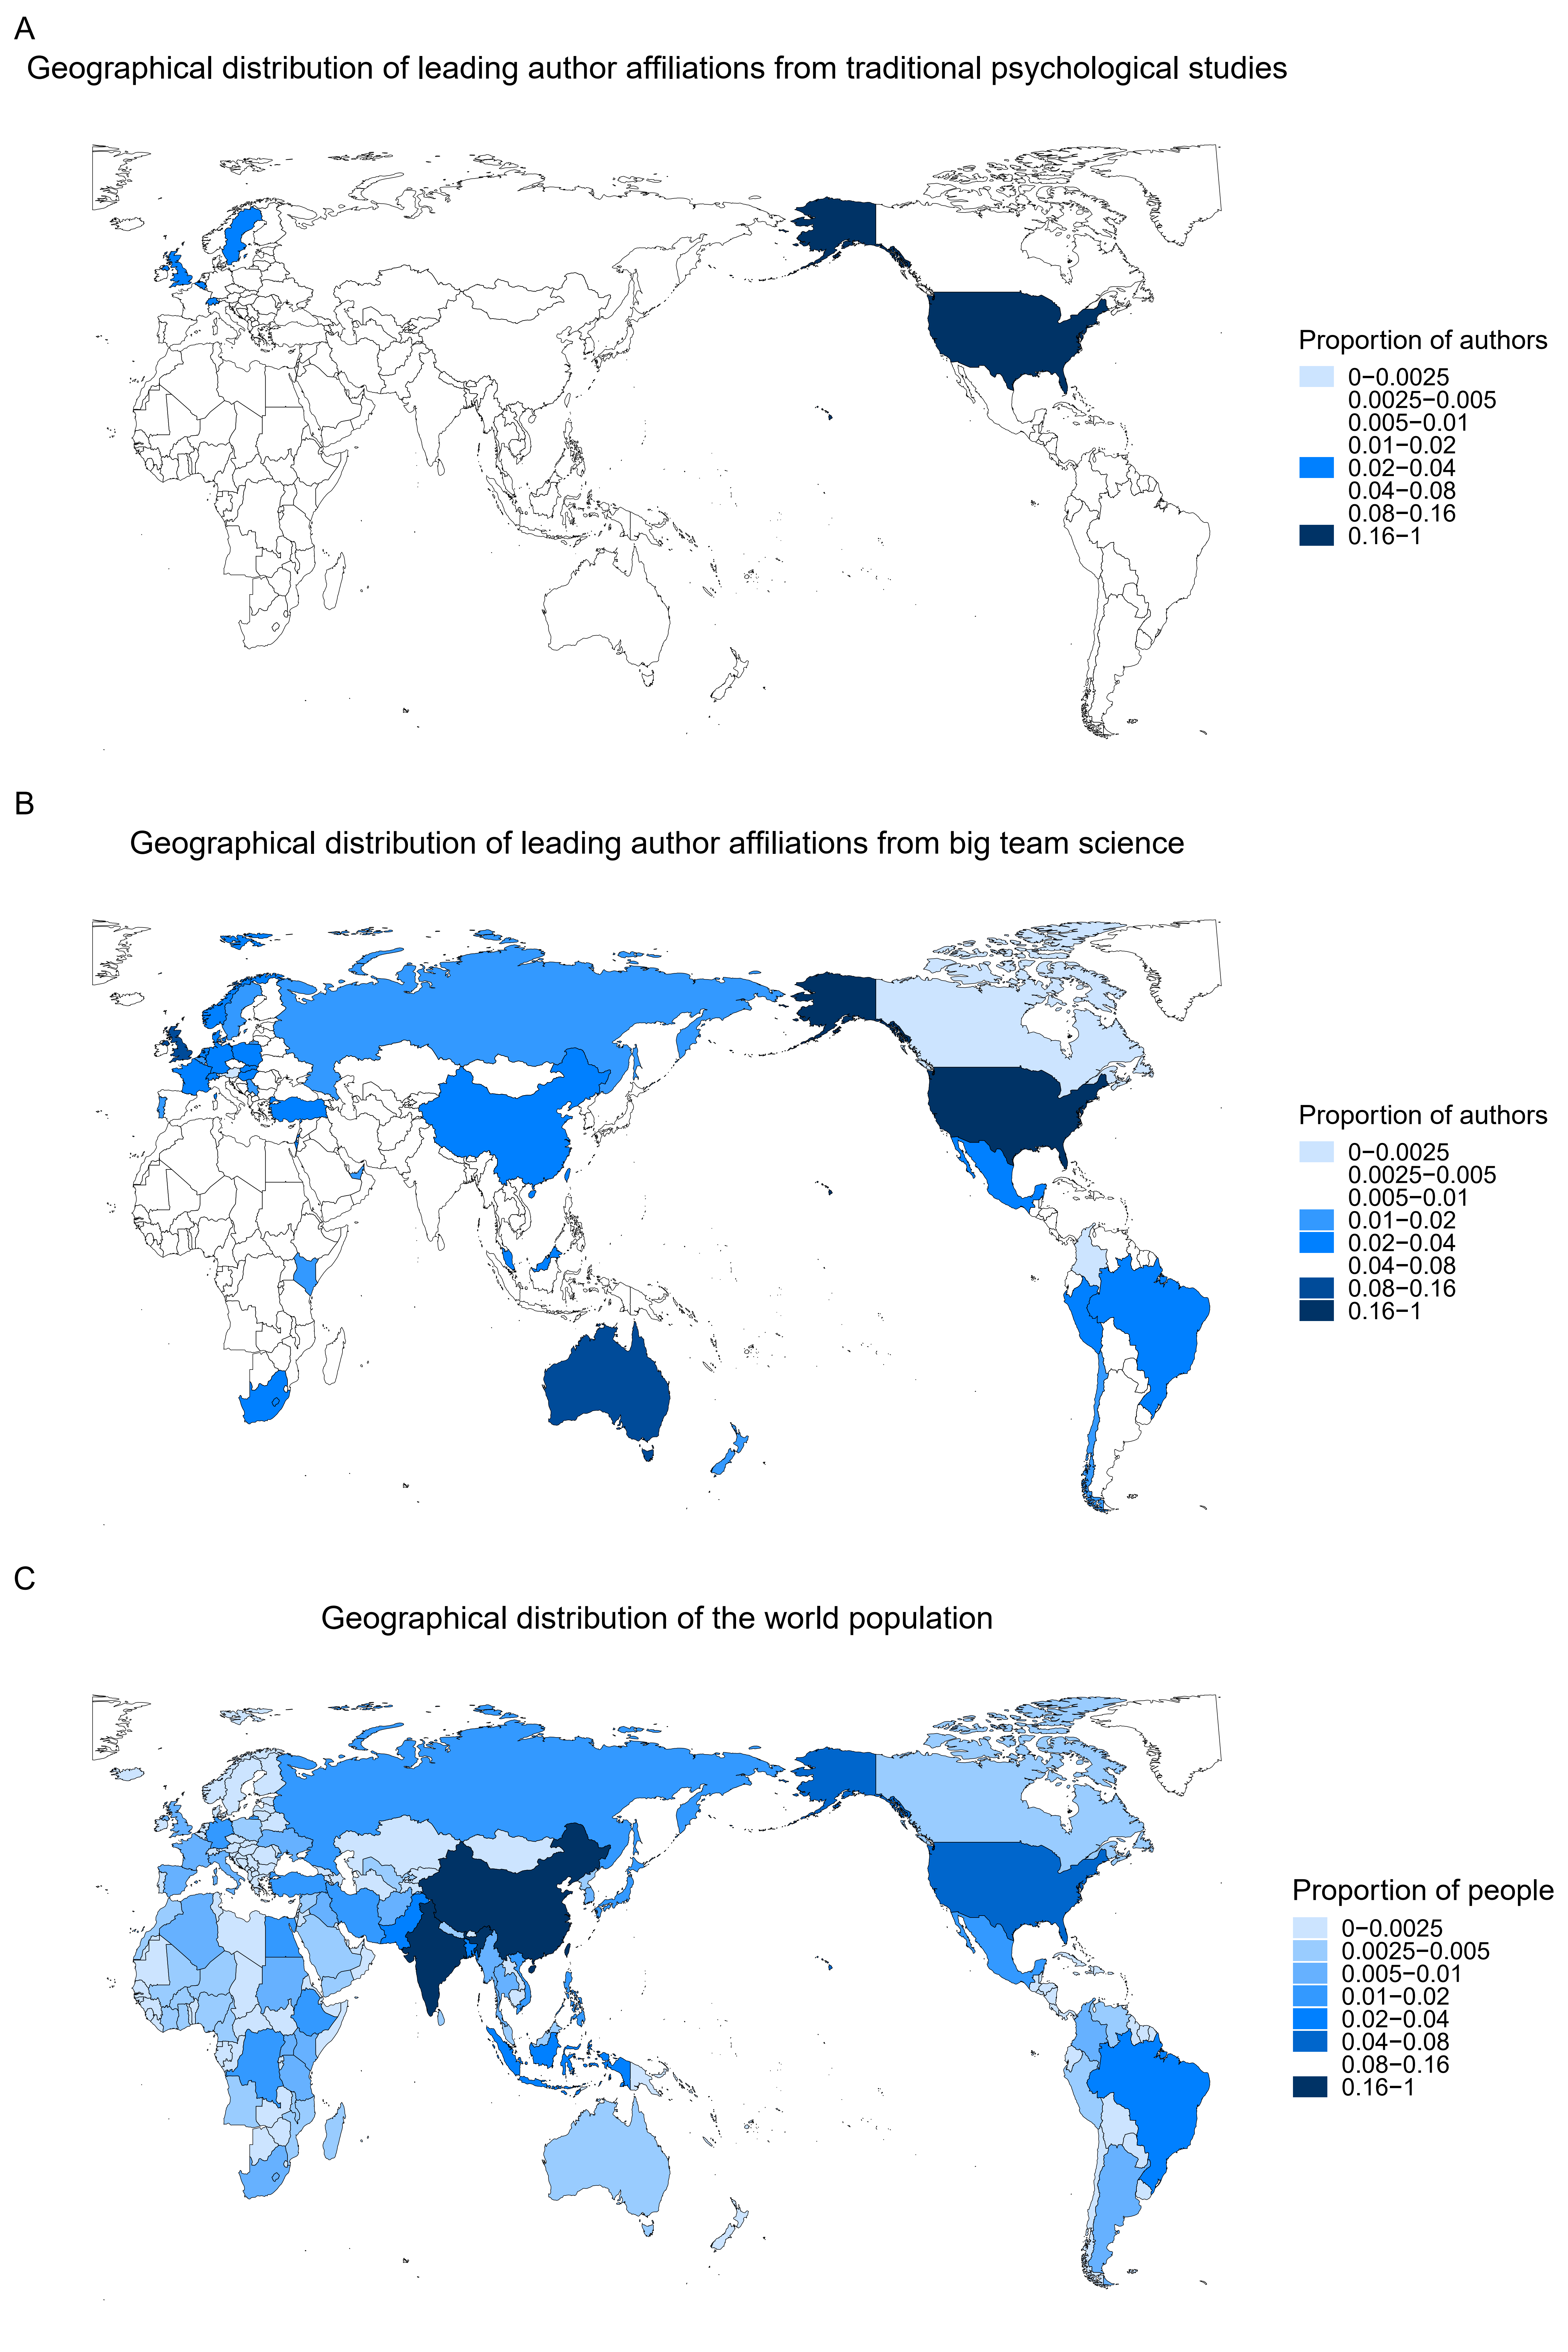 A
Geographical distribution of leading author affiliations from traditional psychological studies
Proportion of authors
0−0.0025
0.0025−0.005
0.005−0.01
0.01−0.02
0.02−0.04
0.04−0.08
0.08−0.16
0.16−1
B
Geographical distribution of leading author affiliations from big team science
Proportion of authors
0−0.0025
0.0025−0.005
0.005−0.01
0.01−0.02
0.02−0.04
0.04−0.08
0.08−0.16
0.16−1
C
Geographical distribution of the world population
Proportion of people
0−0.0025
0.0025−0.005
0.005−0.01
0.01−0.02
0.02−0.04
0.04−0.08
0.08−0.16
0.16−1